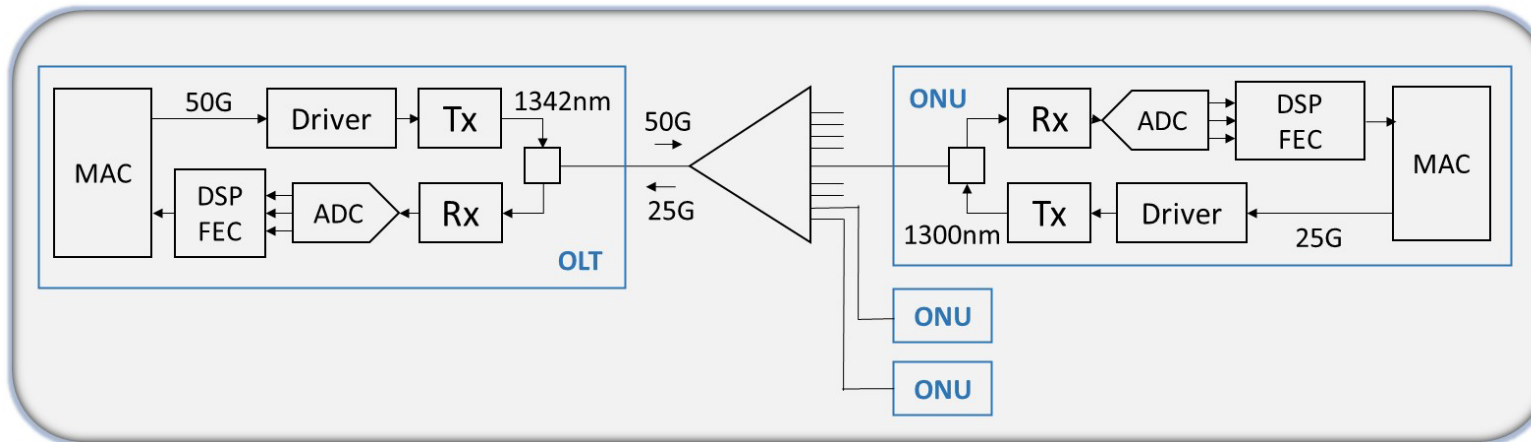 MAC
50G
Driver
Tx
1342nm
DSP
FEC
ADC
Rx
OLT
50G
25G
ONU
Rx
ADC
DSP
FEC
MAC
1300nm
Tx
Driver
25G
ONU
ONU